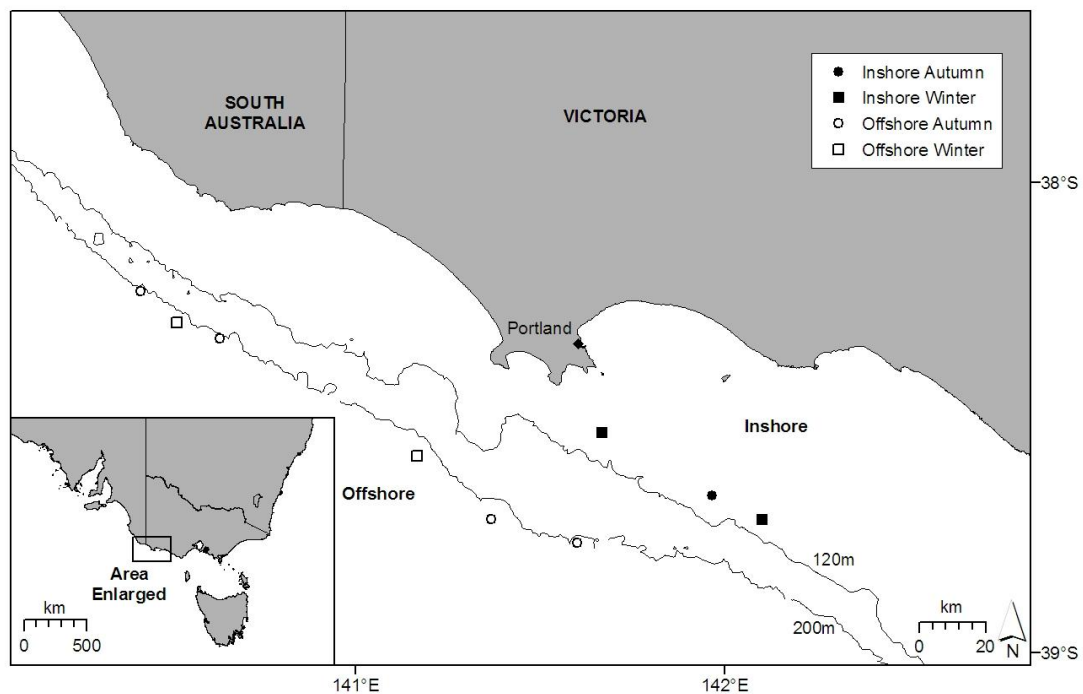 SOUTH
AUSTRALIA
VICTORIA
Inshore Autumn
Inshore Winter
Offshore Autumn
Offshore Winter
38°S
Portland
Inshore
Offshore
Area
Enlarged
km
0 500
120m
200m
km
0 20
N
39°S
141°E
142°E